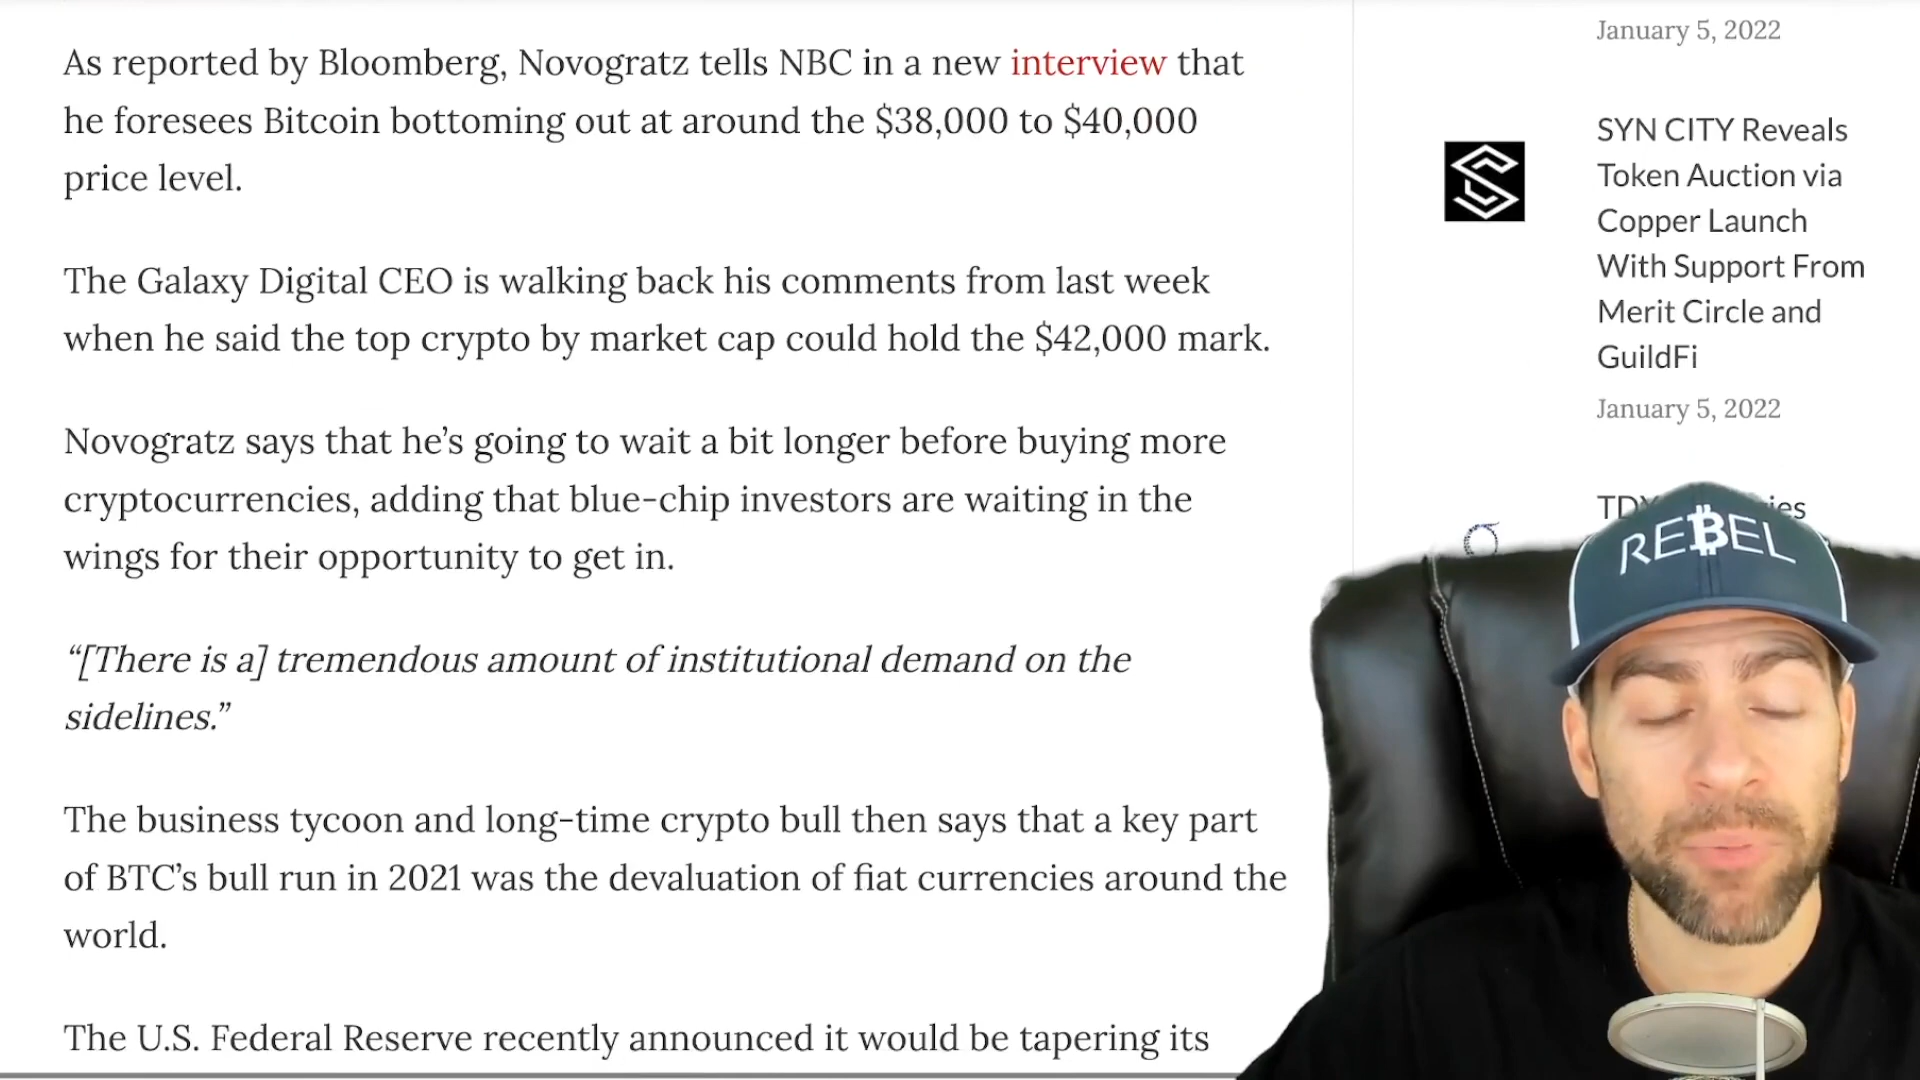 As reported by Bloomberg, Novogratz tells NBC in a new interview that
he foresees Bitcoin bottoming out at around the $38,000 to $40,000
price level.
The Galaxy Digital CEO is walking back his comments from last week
when he said the top crypto by market cap could hold the $42,000 mark.
Novogratz says that he’s going to wait a bit longer before buying more
cryptocurrencies, adding that blue-chip investors are waiting in the
wings for their opportunity to get in.
“[There is a] tremendous amount of institutional demand on the
sidelines.”
The business tycoon and long-time crypto bull then says that a key part
of BTC’s bull run in 2021 was the devaluation of fiat currencies around the
world.
The U.S. Federal Reserve recently announced it would be tapering its
January 5, 2022
SYN CITY Reveals
Token Auction via
Copper Launch
With Support From
Merit Circle and
GuildFi
January 5, 2022
REBEL